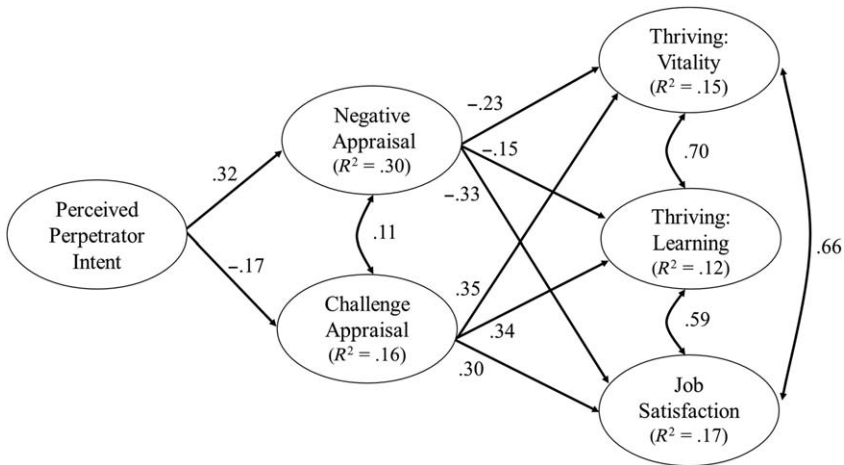 Perceived
Perpetrator
Intent
.32
−.17
Negative
Appraisal
(R² = .30)
.11
Challenge
Appraisal
(R² = .16)
−.23
−.15
−.33
.35
.34
.30
Thriving:
Vitality
(R² = .15)
.70
Thriving:
Learning
(R² = .12)
.59
Job
Satisfaction
(R² = .17)
.66